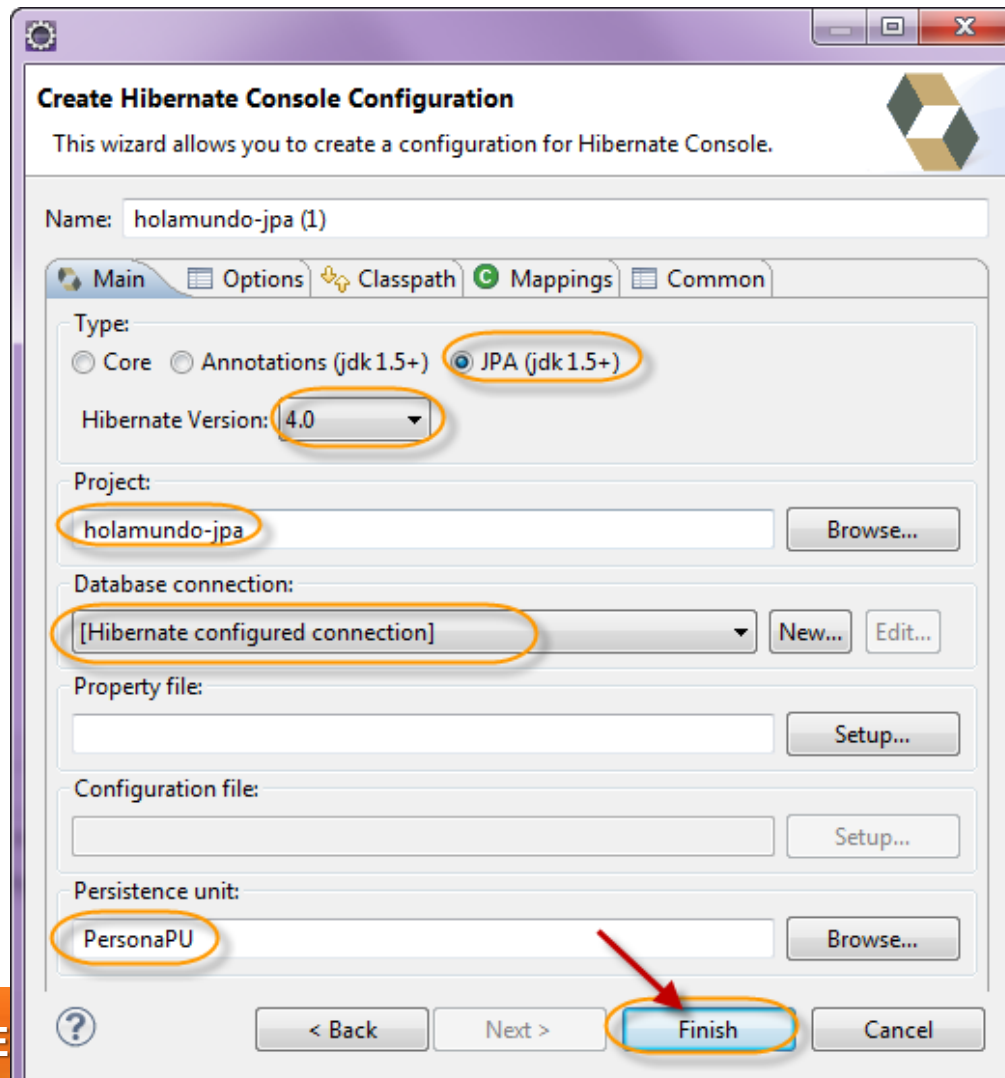 Create Hibernate Console Configuration
This wizard allows you to create a configuration for Hibernate Console.
Name: holamundo-jpa (1)
Main Options Classpath C Mappings Common
Type:
Core Annotations (jdk 1.5+) JPA (jdk 1.5+)
Hibernate Version: 4.0
Project:
holamundo-jpa Browse...
Database connection:
[Hibernate configured connection] New... Edit...
Property file:
Setup...
Configuration file:
Setup...
Persistence unit:
PersonaPU Browse...
? < Back Next > Finish Cancel